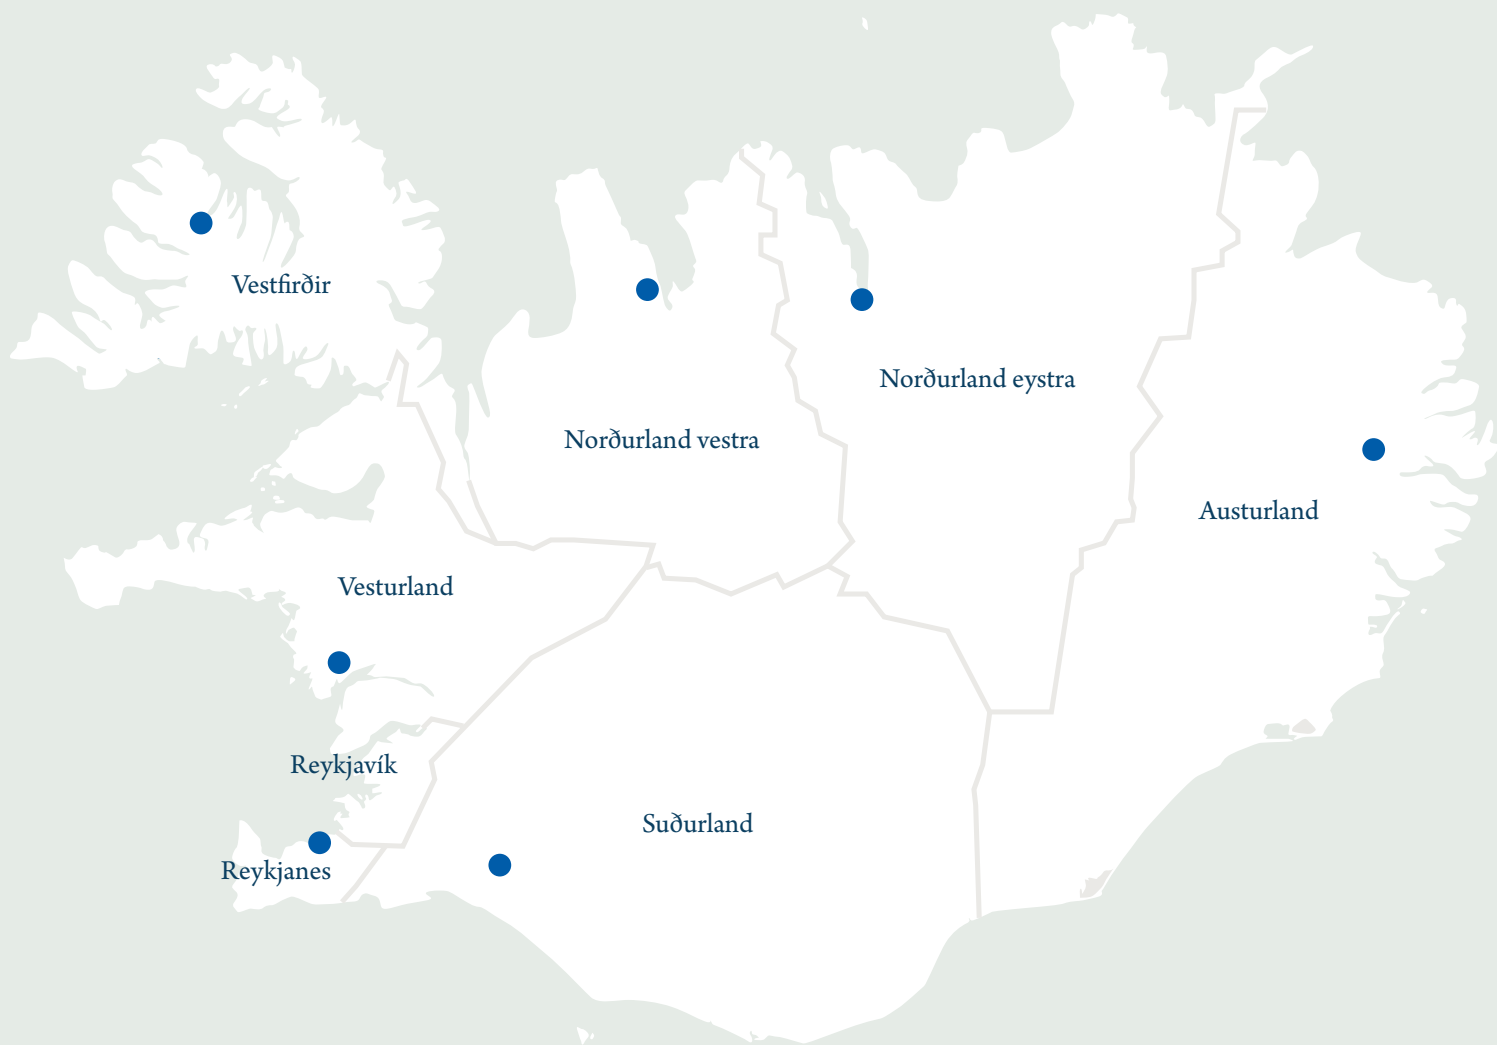 Vestfirðir
Norðurland eystra
Norðurland vestra
Austurland
Vesturland
Reykjavík
Suðurland
Reykjanes